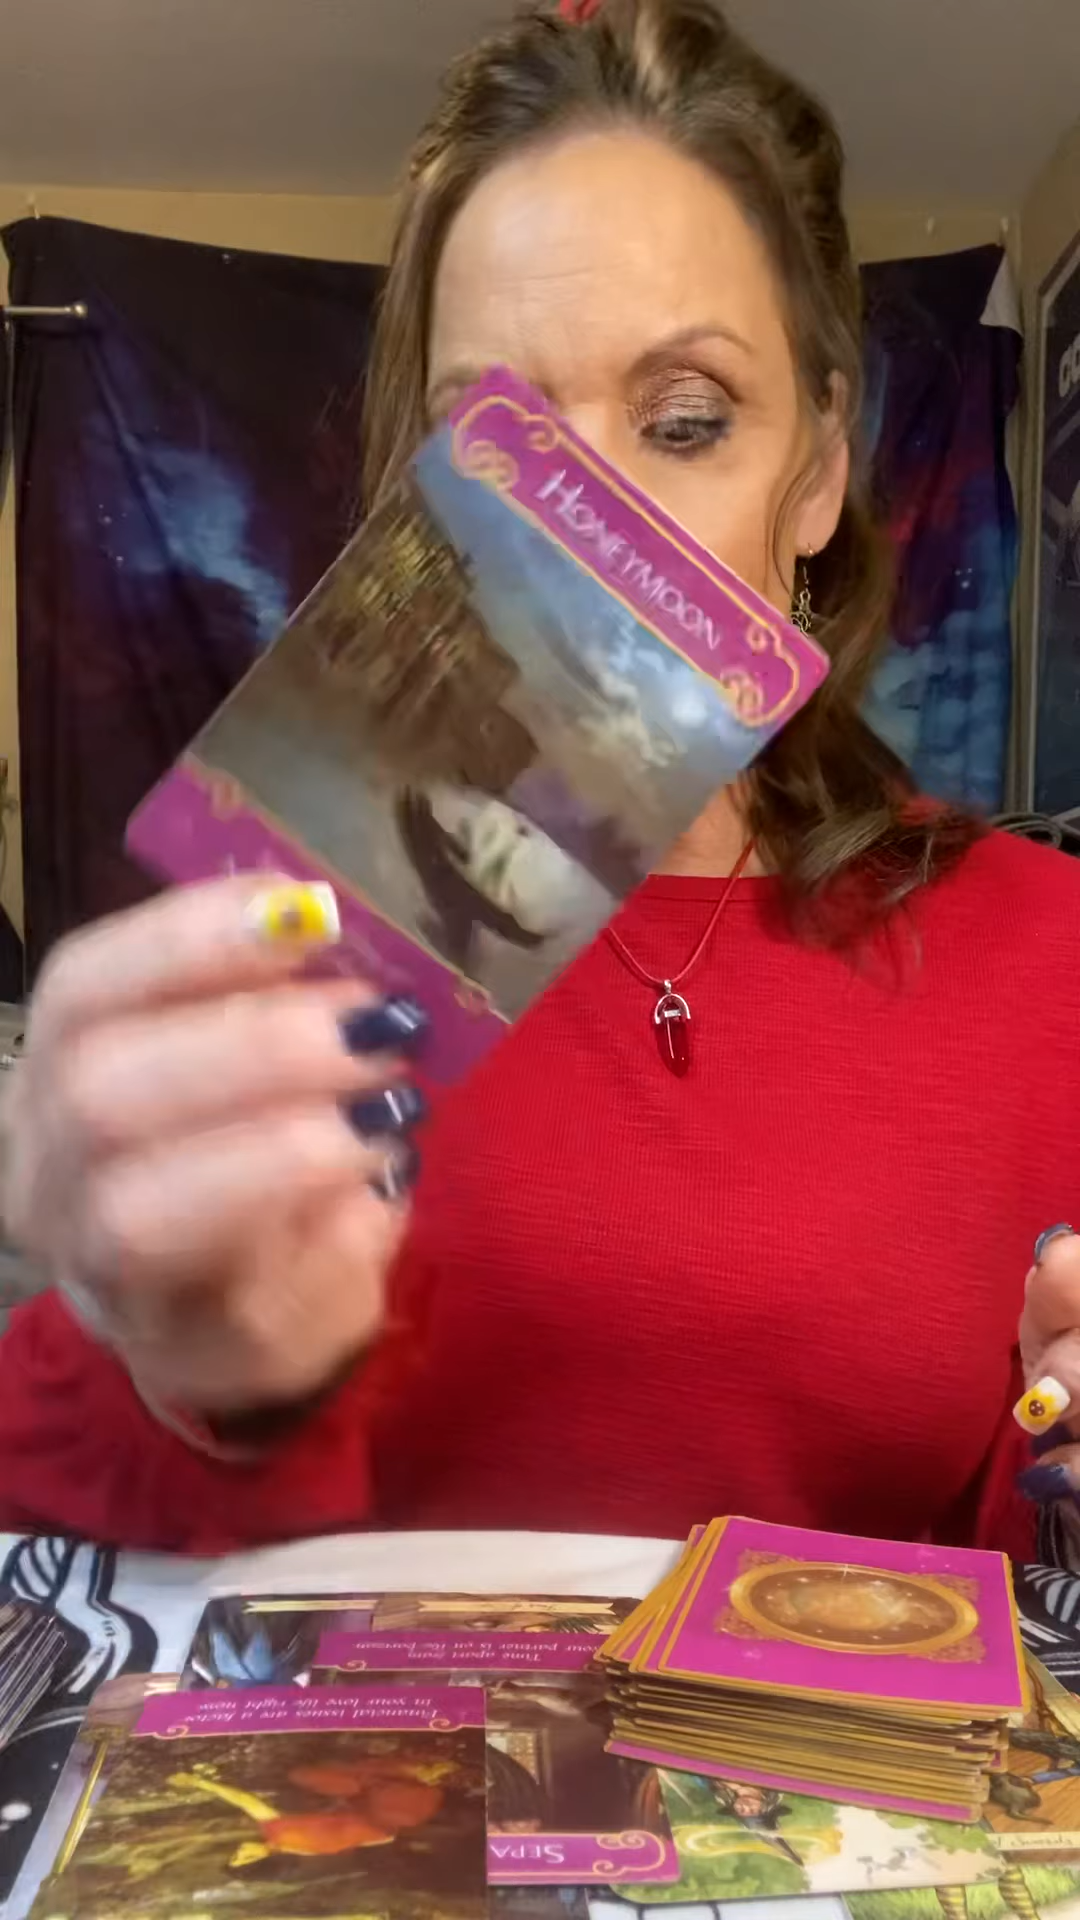 HONEYMOON
Time apart from
your partner is on the horizon
Financial issues are a factor
in your love life right now
SEPA